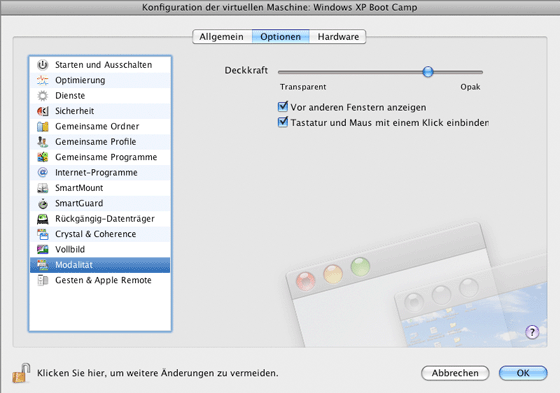 Konfiguration der virtuellen Maschine: Windows XP Boot Camp
Allgemein Optionen Hardware
Starten und Ausschalten
Optimierung
Dienste
Sicherheit
Gemeinsame Ordner
Gemeinsame Profile
Gemeinsame Programme
Internet-Programme
SmartMount
SmartGuard
Rückgängig-Datenträger
Crystal & Coherence
Vollbild
Modalität
Gesten & Apple Remote
Deckkraft
Transparent Opak
Vor anderen Fenstern anzeigen
Tastatur und Maus mit einem Klick einbinden
?
Klicken Sie hier, um weitere Änderungen zu vermeiden.
Abbrechen OK